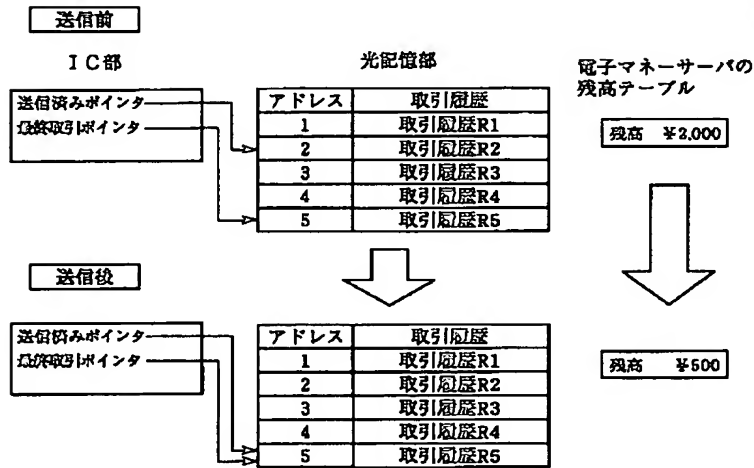 送信前
IC部
光記憶部
電子マネーサーバの
残高テーブル
送信済みポインタ
最終取引ポインタ
アドレス 取引履歴
1 取引履歴R1
2 取引履歴R2
3 取引履歴R3
4 取引履歴R4
5 取引履歴R5
残高 ¥2,000
送信後
送信済みポインタ
最終取引ポインタ
アドレス 取引履歴
1 取引履歴R1
2 取引履歴R2
3 取引履歴R3
4 取引履歴R4
5 取引履歴R5
残高 ¥500